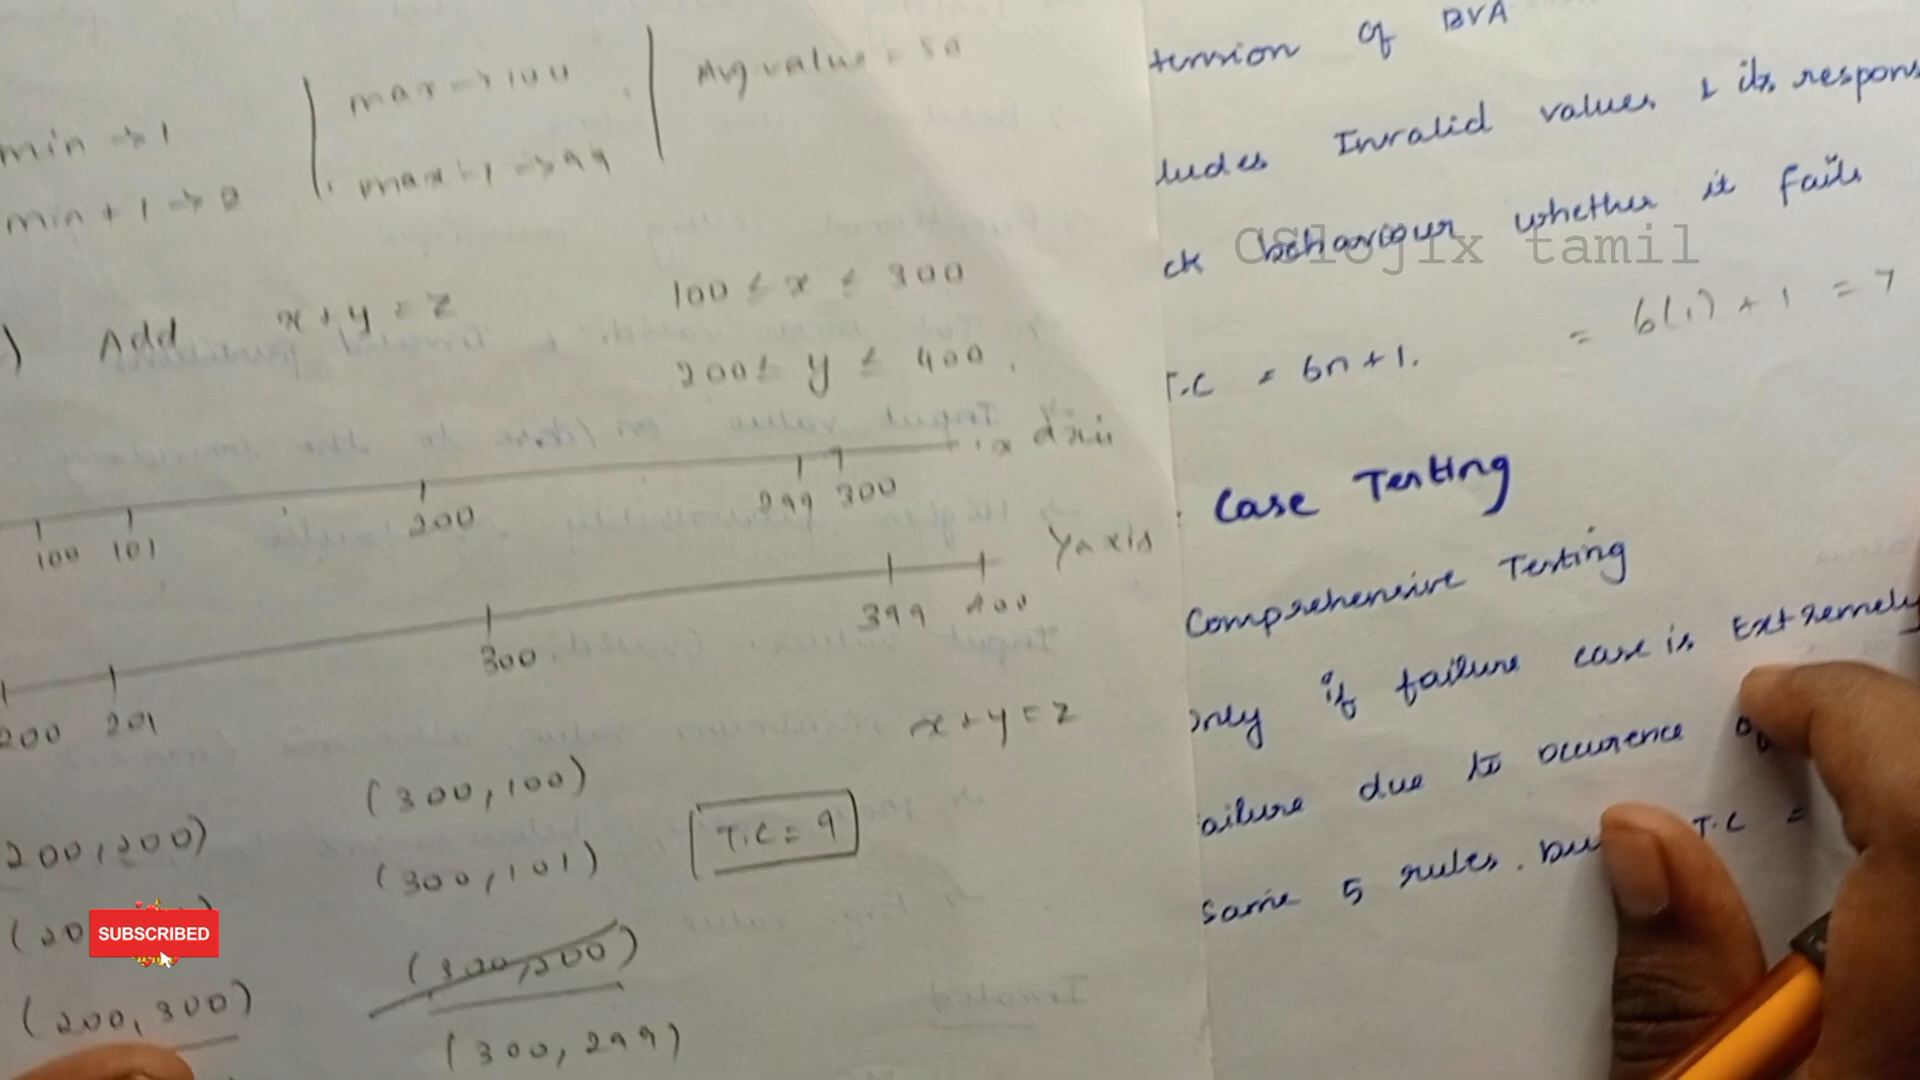 min → 1
min + 1 → 2
max → 100
max - 1 → 99
Avg value = 50
) Add x + y = z
100 ≤ x ≤ 300
200 ≤ y ≤ 400.
x axis
100 101 200 299 300
Y axis
200 201 300 399 400
x + y = z
200, 200)
(200, 300)
(300, 100)
(300, 101)
(300, 299)
T.C = 9
SUBSCRIBED
tension of BVA
ludes Invalid values & its respons
ck behaviour whether it fails
CSlogix tamil
T.C = 6n + 1.
= 6(1) + 1 = 7
Case Testing
Comprehensive Testing
only if failure case is Extremely
ailure due to occurence of
same 5 rules. but T.C =